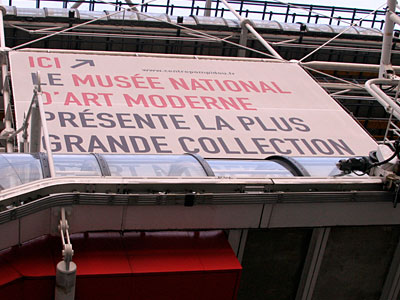 ICI ↗
www.centrepompidou.fr
LE MUSÉE NATIONAL
D'ART MODERNE
PRÉSENTE LA PLUS
GRANDE COLLECTION